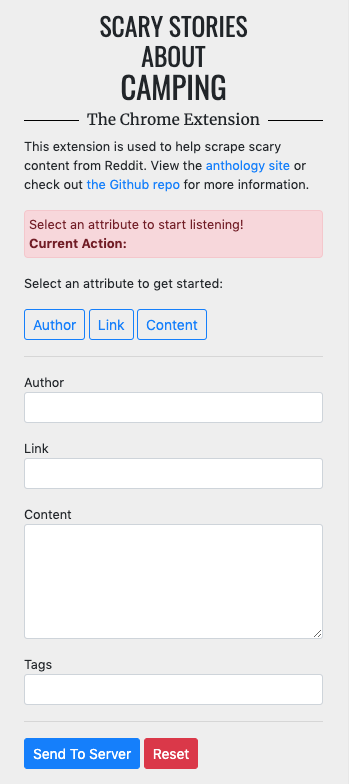 SCARY STORIES
ABOUT
CAMPING
The Chrome Extension
This extension is used to help scrape scary
content from Reddit. View the anthology site or
check out the Github repo for more information.
Select an attribute to start listening!
Current Action:
Select an attribute to get started:
Author Link Content
Author
Link
Content
Tags
Send To Server Reset